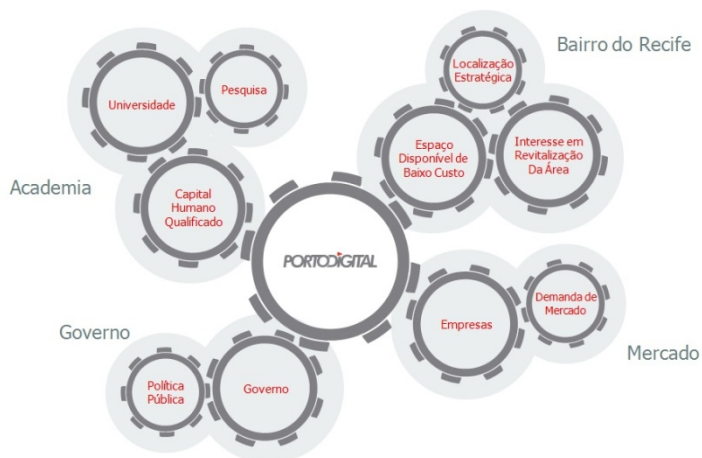 Bairro do Recife
Localização
Estratégica
Universidade
Pesquisa
Espaço
Disponível de
Baixo Custo
Interesse em
Revitalização
Da Área
Academia
Capital
Humano
Qualificado
PORTODIGITAL
Governo
Empresas
Demanda de
Mercado
Mercado
Política
Pública
Governo